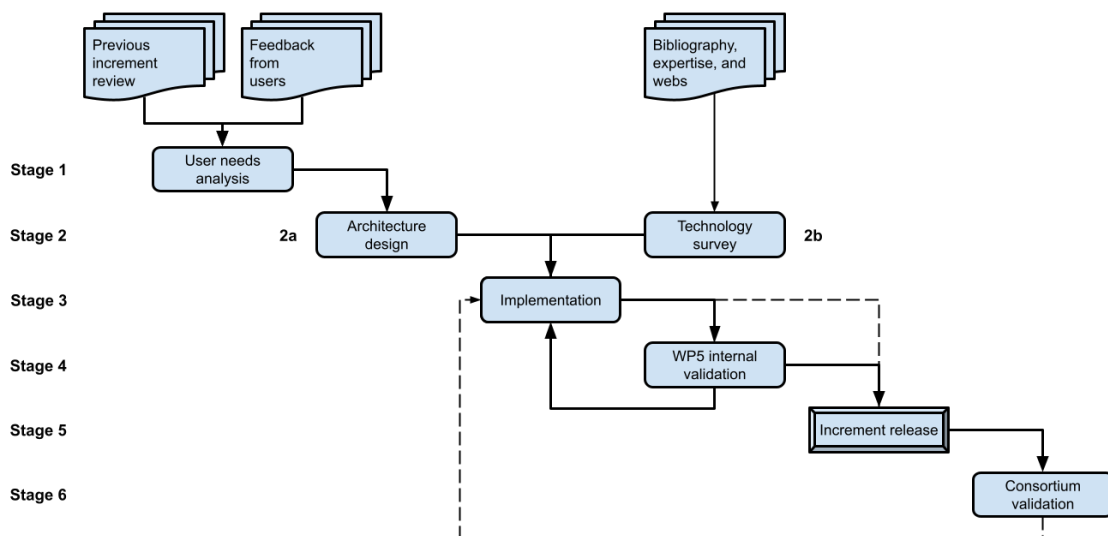 Previous
increment
review
Feedback
from
users
Bibliography,
expertise, and
webs
Stage 1
User needs
analysis
Stage 2
2a
Architecture
design
Technology
survey
2b
Stage 3
Implementation
Stage 4
WP5 internal
validation
Stage 5
Increment release
Stage 6
Consortium
validation